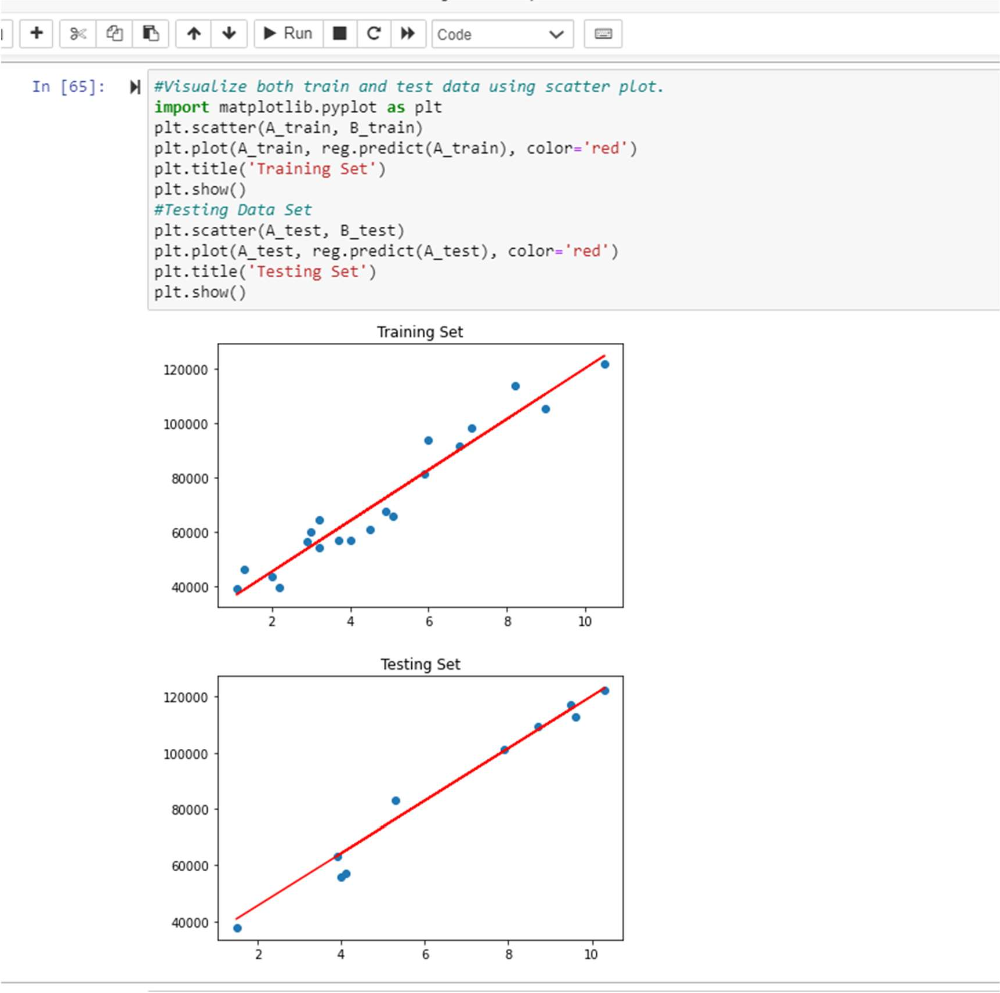 Run
Code
In [65]:
#Visualize both train and test data using scatter plot.
import matplotlib.pyplot as plt
plt.scatter(A_train, B_train)
plt.plot(A_train, reg.predict(A_train), color='red')
plt.title('Training Set')
plt.show()
#Testing Data Set
plt.scatter(A_test, B_test)
plt.plot(A_test, reg.predict(A_test), color='red')
plt.title('Testing Set')
plt.show()
Training Set
120000
100000
80000
60000
40000
2 4 6 8 10
Testing Set
120000
100000
80000
60000
40000
2 4 6 8 10